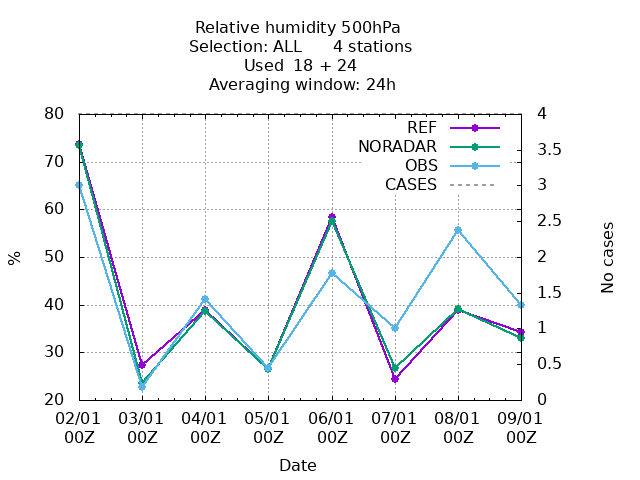 Relative humidity 500hPa
Selection: ALL 4 stations
Used 18 + 24
Averaging window: 24h
REF
NORADAR
OBS
CASES
80
70
60
50
40
30
20
%
4
3.5
3
2.5
2
1.5
1
0.5
0
No cases
02/01 03/01 04/01 05/01 06/01 07/01 08/01 09/01
00Z 00Z 00Z 00Z 00Z 00Z 00Z 00Z
Date